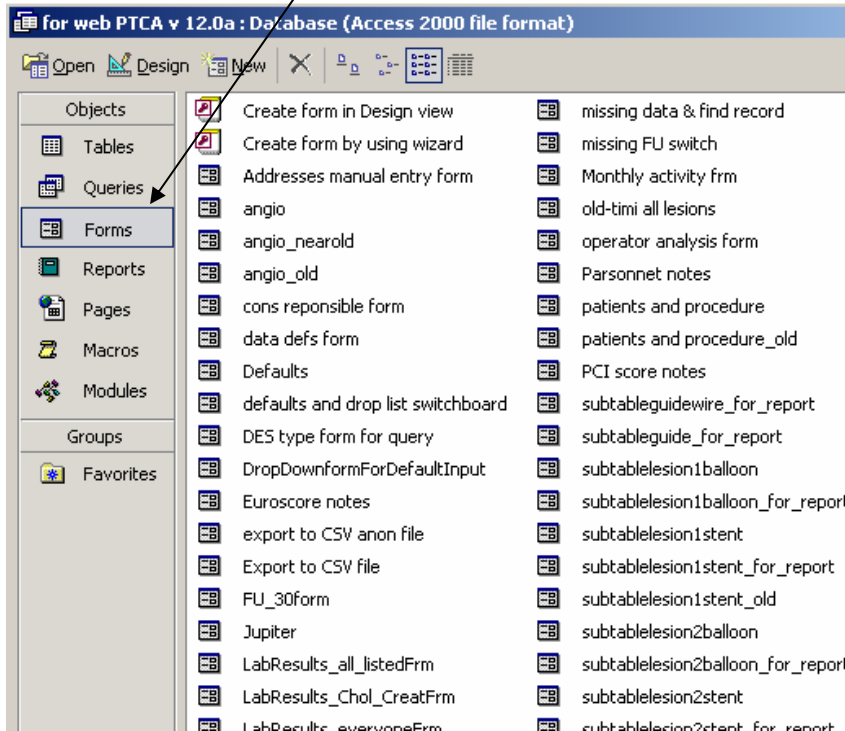 for web PTCA v 12.0a : Database (Access 2000 file format)
Open Design New
Objects
Tables
Queries
Forms
Reports
Pages
Macros
Modules
Groups
Favorites
Create form in Design view
Create form by using wizard
Addresses manual entry form
angio
angio_nearold
angio_old
cons reponsible form
data defs form
Defaults
defaults and drop list switchboard
DES type form for query
DropDownformForDefaultInput
Euroscore notes
export to CSV anon file
Export to CSV file
FU_30form
Jupiter
LabResults_all_listedFrm
LabResults_Chol_CreatFrm
LabResults_everyoneFrm
missing data & find record
missing FU switch
Monthly activity frm
old-timi all lesions
operator analysis form
Parsonnet notes
patients and procedure
patients and procedure_old
PCI score notes
subtableguidewire_for_report
subtableguide_for_report
subtablelesion1balloon
subtablelesion1balloon_for_report
subtablelesion1stent
subtablelesion1stent_for_report
subtablelesion1stent_old
subtablelesion2balloon
subtablelesion2balloon_for_report
subtablelesion2stent
subtablelesion2stent_for_report